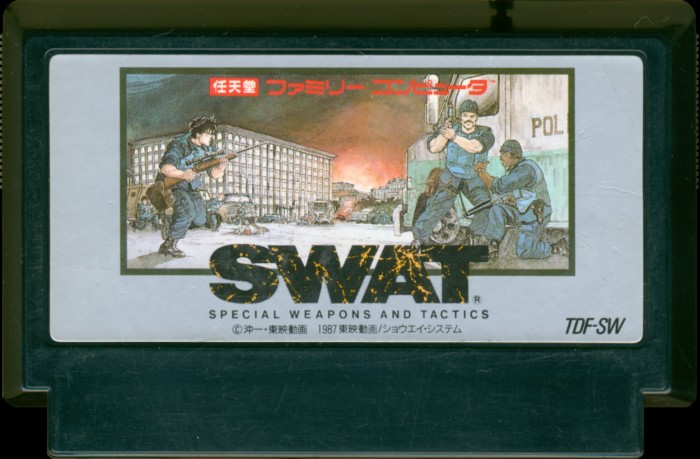 任天堂 ファミリー コンピュータ
POL
SWAT®
SPECIAL WEAPONS AND TACTICS
©沖一・東映動画 1987東映動画/ショウエイ・システム
TDF-SW